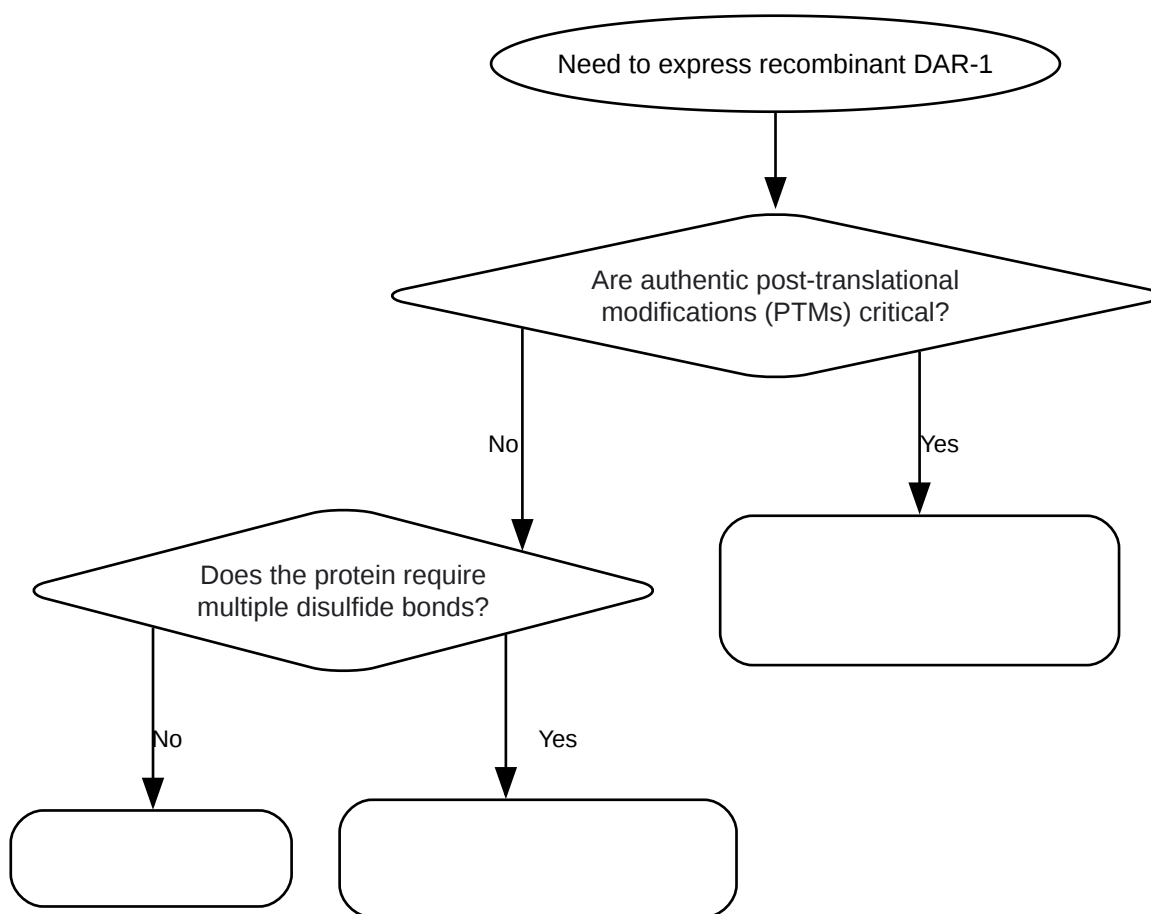 Need to express recombinant DAR-1
Are authentic post-translational
modifications (PTMs) critical?
No
Yes
Does the protein require
multiple disulfide bonds?
No
Yes